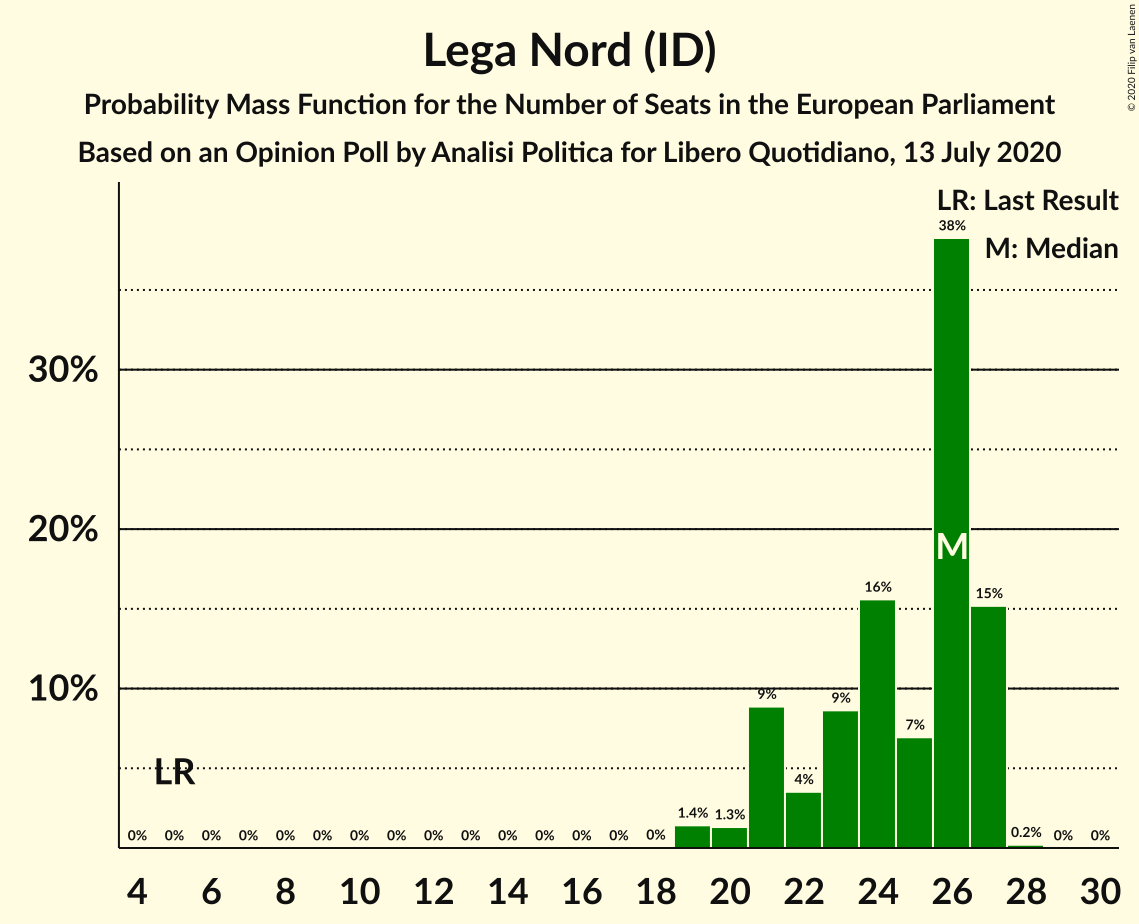 Lega Nord (ID)
Probability Mass Function for the Number of Seats in the European Parliament
Based on an Opinion Poll by Analisi Politica for Libero Quotidiano, 13 July 2020
© 2020 Filip van Laenen
LR: Last Result
M: Median
38%
30%
20%
10%
M
LR
0% 0% 0% 0% 0% 0% 0% 0% 0% 0% 0% 0% 0% 0% 0% 1.4% 1.3% 9% 4% 9% 16% 7% 15% 0.2% 0% 0%
4 6 8 10 12 14 16 18 20 22 24 26 28 30